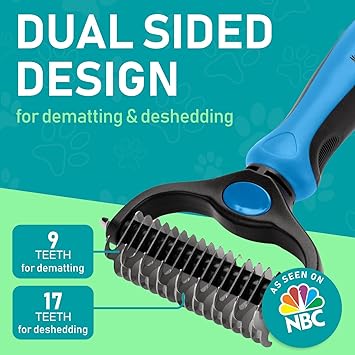 DUAL SIDED
DESIGN
for dematting & deshedding
9
TEETH
for dematting
17
TEETH
for deshedding
AS SEEN ON
NBC